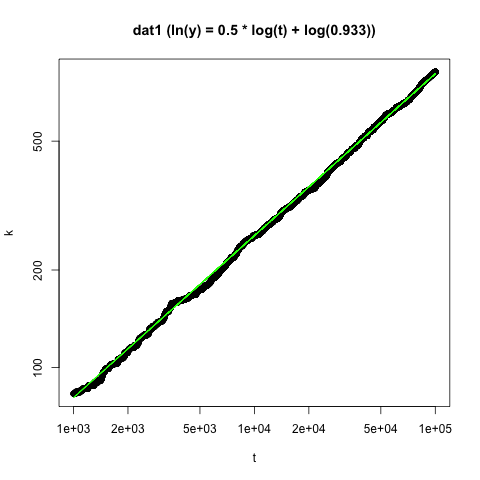 dat1 (ln(y) = 0.5 * log(t) + log(0.933))
500
200
100
k
1e+03 2e+03 5e+03 1e+04 2e+04 5e+04 1e+05
t